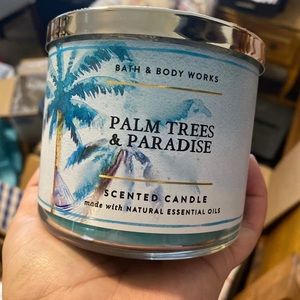 BATH & BODY WORKS
PALM TREES
& PARADISE
SCENTED CANDLE
made with NATURAL ESSENTIAL OILS